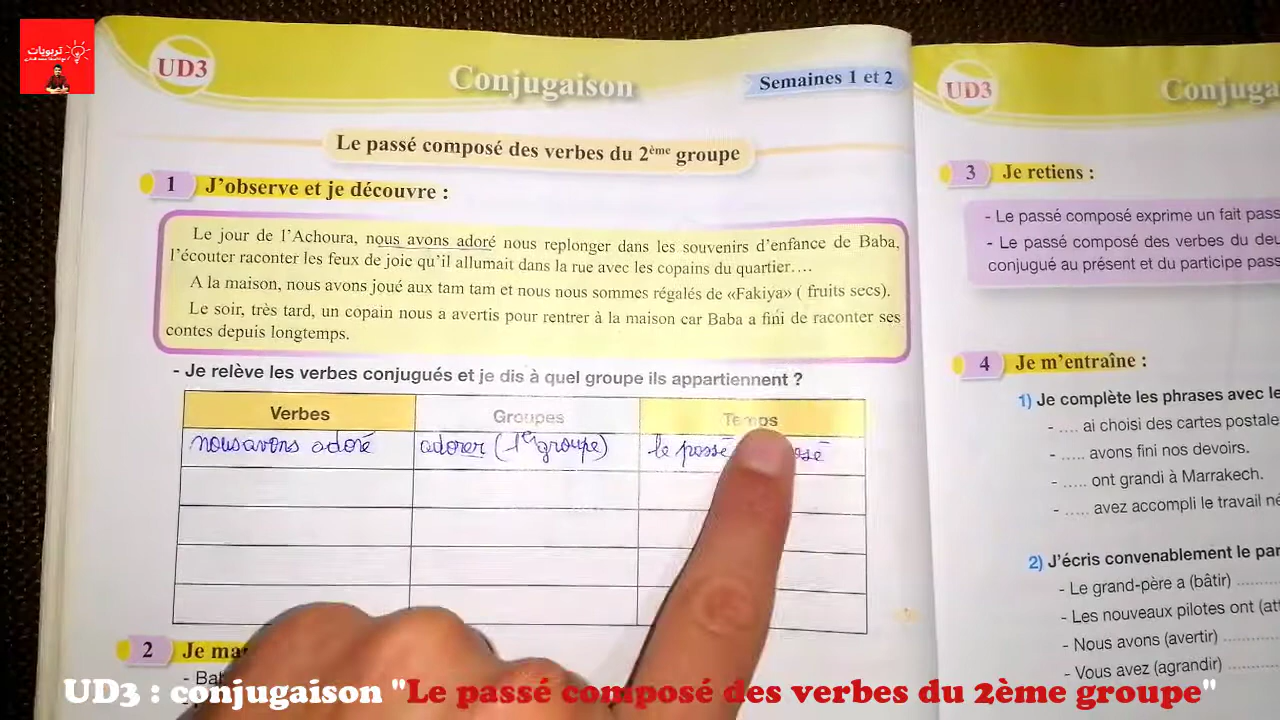 تربويات
UD3
Conjugaison
Semaines 1 et 2
Le passé composé des verbes du 2ème groupe
1 J'observe et je découvre :
Le jour de l'Achoura, nous avons adoré nous replonger dans les souvenirs d'enfance de Baba,
l'écouter raconter les feux de joie qu'il allumait dans la rue avec les copains du quartier….
A la maison, nous avons joué aux tam tam et nous nous sommes régalés de «Fakiya» ( fruits secs).
Le soir, très tard, un copain nous a avertis pour rentrer à la maison car Baba a fini de raconter ses
contes depuis longtemps.
- Je relève les verbes conjugués et je dis à quel groupe ils appartiennent ?
Verbes Groupes Temps
nous avons adoré adorer (1er groupe) le passé
2 Je
UD3
Conjuga
3 Je retiens :
- Le passé composé exprime un fait pass
- Le passé composé des verbes du deu
conjugué au présent et du participe pass
4 Je m'entraîne :
1) Je complète les phrases avec le
- .... ai choisi des cartes postale
- ..... avons fini nos devoirs.
- ..... ont grandi à Marrakech.
- ..... avez accompli le travail né
2) J'écris convenablement le par
- Le grand-père a (bâtir) ..........
- Les nouveaux pilotes ont (att
- Nous avons (avertir) ..........
- Vous avez (agrandir) ..........
UD3 : conjugaison "Le passé composé des verbes du 2ème groupe"